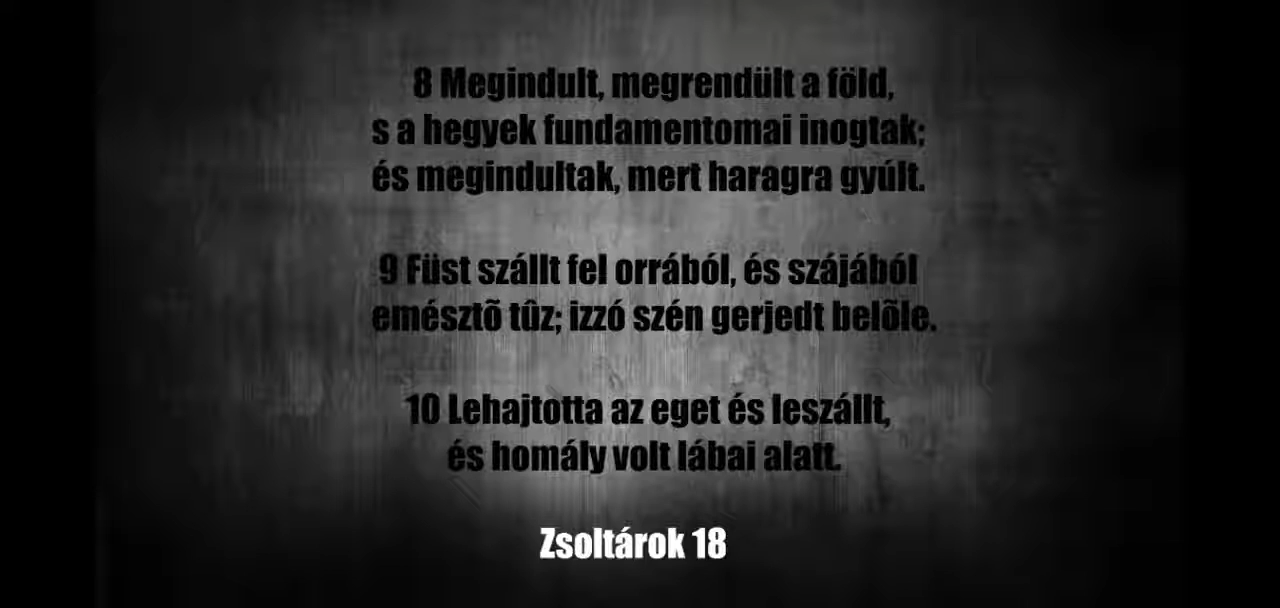 8 Megindult, megrendült a föld,
s a hegyek fundamentomai inogtak;
és megindultak, mert haragra gyúlt.
9 Füst szállt fel orrából, és szájából
emésztõ tûz; izzó szén gerjedt belõle.
10 Lehajtotta az eget és leszállt,
és homály volt lábai alatt.
Zsoltárok 18